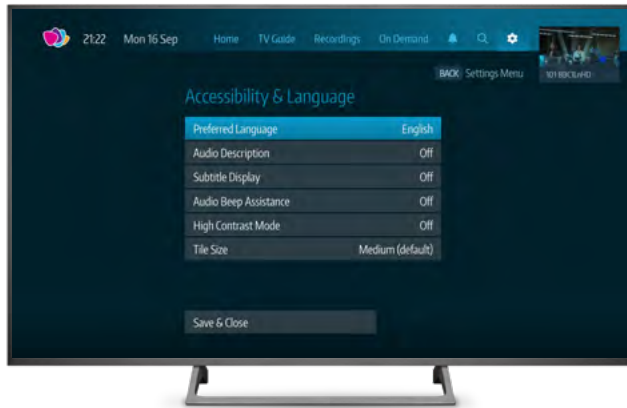 21:22 Mon 16 Sep Home TV Guide Recordings On Demand
BACK Settings Menu
Accessibility & Language
Preferred Language English
Audio Description Off
Subtitle Display Off
Audio Beep Assistance Off
High Contrast Mode Off
Tile Size Medium (default)
Save & Close